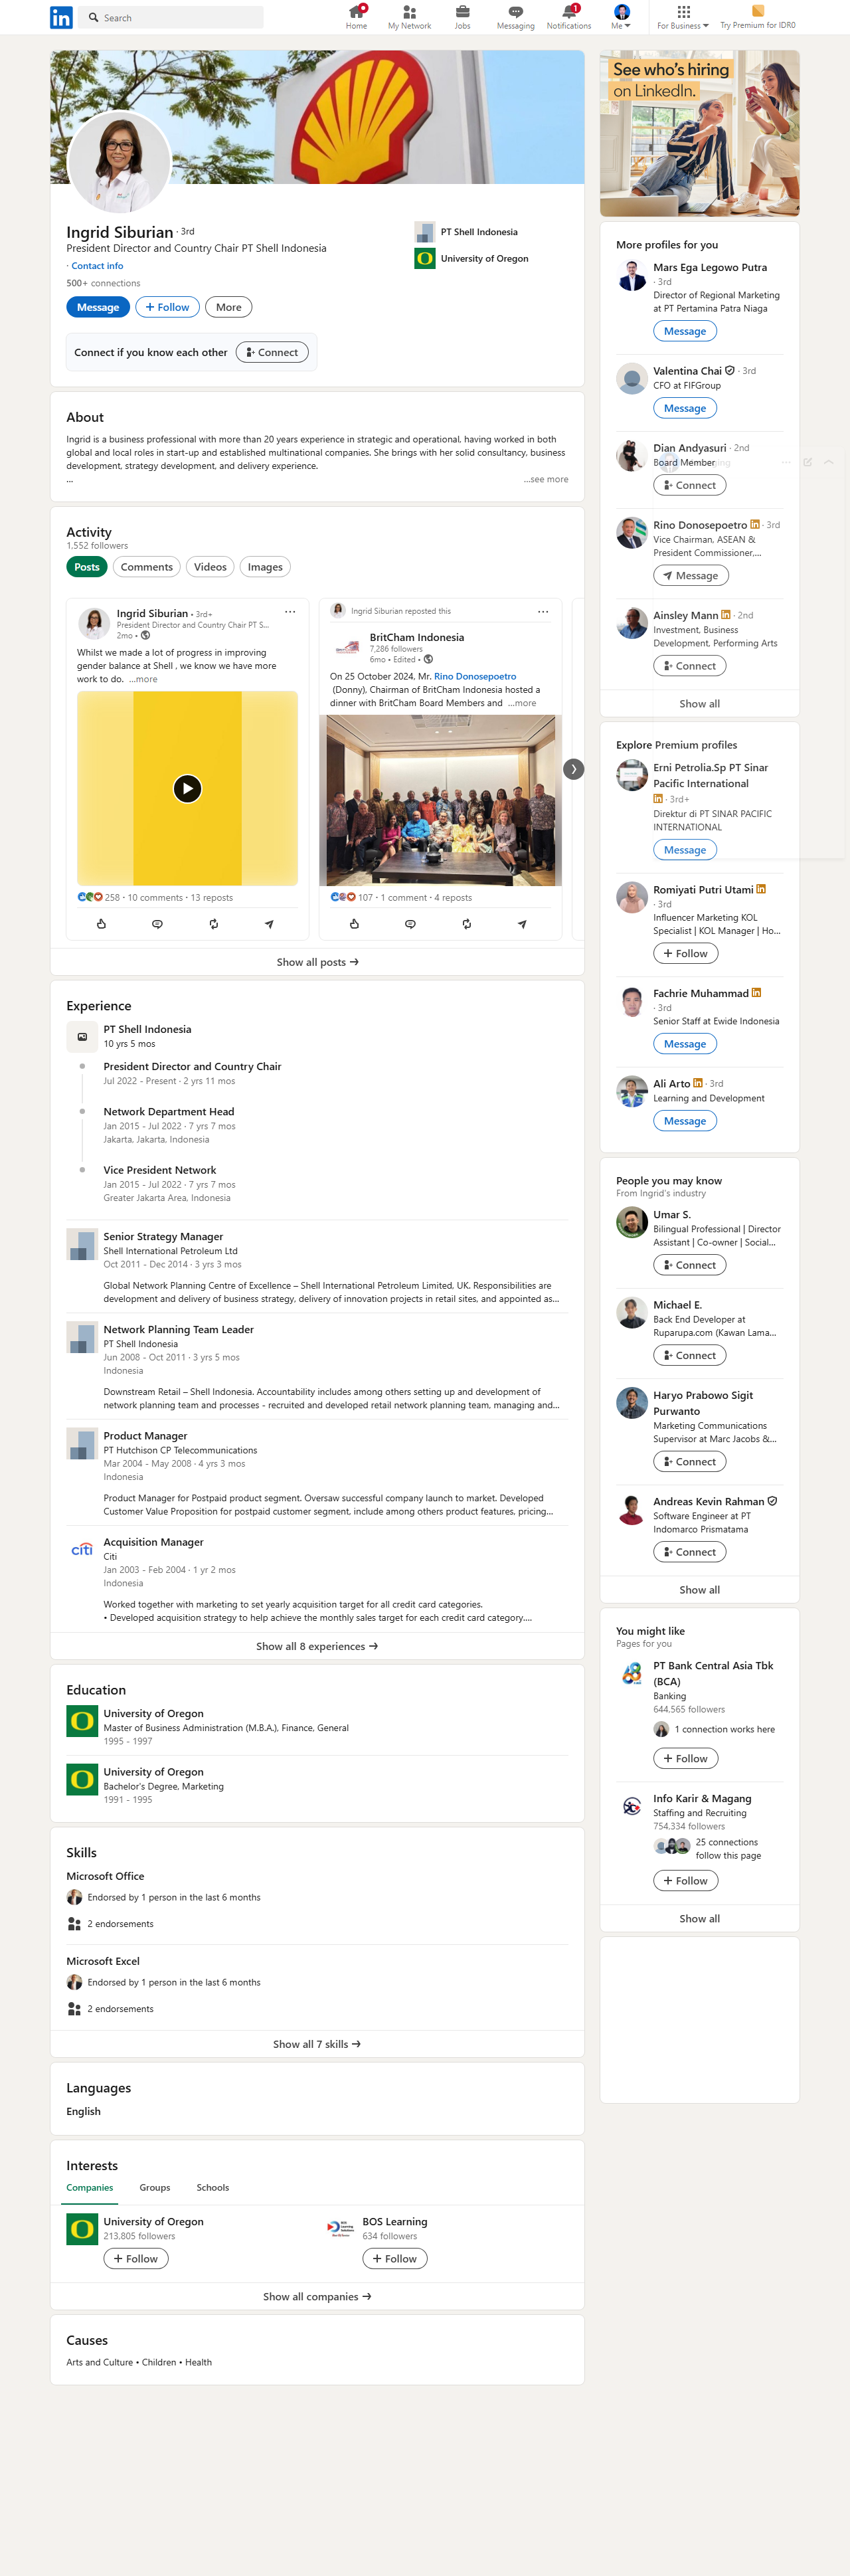 Search
Home
My Network
Jobs
Messaging
1
Notifications
Me
For Business
Try Premium for IDR0
Ingrid Siburian · 3rd
President Director and Country Chair PT Shell Indonesia
· Contact info
500+ connections
Message
Follow
More
PT Shell Indonesia
University of Oregon
Connect if you know each other
Connect
About
Ingrid is a business professional with more than 20 years experience in strategic and operational, having worked in both
global and local roles in start-up and established multinational companies. She brings with her solid consultancy, business
development, strategy development, and delivery experience.
...
...see more
Activity
1,552 followers
Posts
Comments
Videos
Images
Ingrid Siburian • 3rd+
President Director and Country Chair PT S...
2mo •
Whilst we made a lot of progress in improving
gender balance at Shell , we know we have more
work to do. ...more
258 · 10 comments · 13 reposts
Ingrid Siburian reposted this
BritCham Indonesia
7,286 followers
6mo • Edited •
On 25 October 2024, Mr. Rino Donosepoetro
(Donny), Chairman of BritCham Indonesia hosted a
dinner with BritCham Board Members and ...more
107 · 1 comment · 4 reposts
Show all posts
Experience
PT Shell Indonesia
10 yrs 5 mos
President Director and Country Chair
Jul 2022 - Present · 2 yrs 11 mos
Network Department Head
Jan 2015 - Jul 2022 · 7 yrs 7 mos
Jakarta, Jakarta, Indonesia
Vice President Network
Jan 2015 - Jul 2022 · 7 yrs 7 mos
Greater Jakarta Area, Indonesia
Senior Strategy Manager
Shell International Petroleum Ltd
Oct 2011 - Dec 2014 · 3 yrs 3 mos
Global Network Planning Centre of Excellence – Shell International Petroleum Limited, UK. Responsibilities are
development and delivery of business strategy, delivery of innovation projects in retail sites, and appointed as...
Network Planning Team Leader
PT Shell Indonesia
Jun 2008 - Oct 2011 · 3 yrs 5 mos
Indonesia
Downstream Retail – Shell Indonesia. Accountability includes among others setting up and development of
network planning team and processes - recruited and developed retail network planning team, managing and...
Product Manager
PT Hutchison CP Telecommunications
Mar 2004 - May 2008 · 4 yrs 3 mos
Indonesia
Product Manager for Postpaid product segment. Oversaw successful company launch to market. Developed
Customer Value Proposition for postpaid customer segment, include among others product features, pricing...
citi
Acquisition Manager
Citi
Jan 2003 - Feb 2004 · 1 yr 2 mos
Indonesia
Worked together with marketing to set yearly acquisition target for all credit card categories.
• Developed acquisition strategy to help achieve the monthly sales target for each credit card category....
Show all 8 experiences
Education
University of Oregon
Master of Business Administration (M.B.A.), Finance, General
1995 - 1997
University of Oregon
Bachelor's Degree, Marketing
1991 - 1995
Skills
Microsoft Office
Endorsed by 1 person in the last 6 months
2 endorsements
Microsoft Excel
Endorsed by 1 person in the last 6 months
2 endorsements
Show all 7 skills
Languages
English
Interests
Companies
Groups
Schools
University of Oregon
213,805 followers
Follow
BOS Learning
634 followers
Follow
Show all companies
Causes
Arts and Culture • Children • Health
See who's hiring
on LinkedIn.
More profiles for you
Mars Ega Legowo Putra
· 3rd
Director of Regional Marketing
at PT Pertamina Patra Niaga
Message
Valentina Chai · 3rd
CFO at FIFGroup
Message
Dian Andyasuri · 2nd
Board Member
Connect
Rino Donosepoetro · 3rd
Vice Chairman, ASEAN &
President Commissioner,...
Message
Ainsley Mann · 2nd
Investment, Business
Development, Performing Arts
Connect
Show all
Explore Premium profiles
Erni Petrolia.Sp PT Sinar
Pacific International
· 3rd+
Direktur di PT SINAR PACIFIC
INTERNATIONAL
Message
Romiyati Putri Utami
· 3rd
Influencer Marketing KOL
Specialist | KOL Manager | Ho...
Follow
Fachrie Muhammad
· 3rd
Senior Staff at Ewide Indonesia
Message
Ali Arto · 3rd
Learning and Development
Message
People you may know
From Ingrid's industry
Umar S.
Bilingual Professional | Director
Assistant | Co-owner | Social...
Connect
Michael E.
Back End Developer at
Ruparupa.com (Kawan Lama...
Connect
Haryo Prabowo Sigit
Purwanto
Marketing Communications
Supervisor at Marc Jacobs &...
Connect
Andreas Kevin Rahman
Software Engineer at PT
Indomarco Prismatama
Connect
Show all
You might like
Pages for you
PT Bank Central Asia Tbk
(BCA)
Banking
644,565 followers
1 connection works here
Follow
Info Karir & Magang
Staffing and Recruiting
754,334 followers
25 connections
follow this page
Follow
Show all